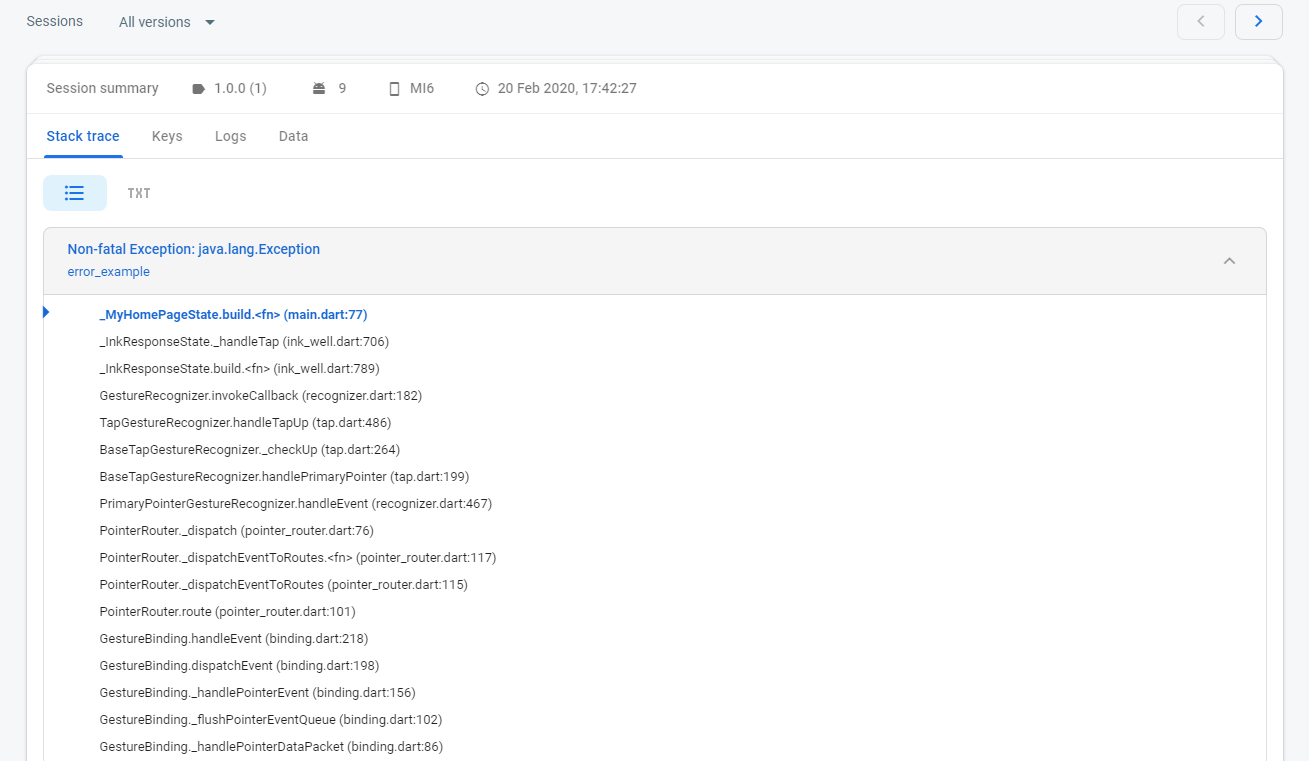 Sessions All versions
Session summary 1.0.0 (1) 9 MI6 20 Feb 2020, 17:42:27
Stack trace Keys Logs Data
TXT
Non-fatal Exception: java.lang.Exception
error_example
_MyHomePageState.build.<fn> (main.dart:77)
_InkResponseState._handleTap (ink_well.dart:706)
_InkResponseState.build.<fn> (ink_well.dart:789)
GestureRecognizer.invokeCallback (recognizer.dart:182)
TapGestureRecognizer.handleTapUp (tap.dart:486)
BaseTapGestureRecognizer._checkUp (tap.dart:264)
BaseTapGestureRecognizer.handlePrimaryPointer (tap.dart:199)
PrimaryPointerGestureRecognizer.handleEvent (recognizer.dart:467)
PointerRouter._dispatch (pointer_router.dart:76)
PointerRouter._dispatchEventToRoutes.<fn> (pointer_router.dart:117)
PointerRouter._dispatchEventToRoutes (pointer_router.dart:115)
PointerRouter.route (pointer_router.dart:101)
GestureBinding.handleEvent (binding.dart:218)
GestureBinding.dispatchEvent (binding.dart:198)
GestureBinding._handlePointerEvent (binding.dart:156)
GestureBinding._flushPointerEventQueue (binding.dart:102)
GestureBinding._handlePointerDataPacket (binding.dart:86)